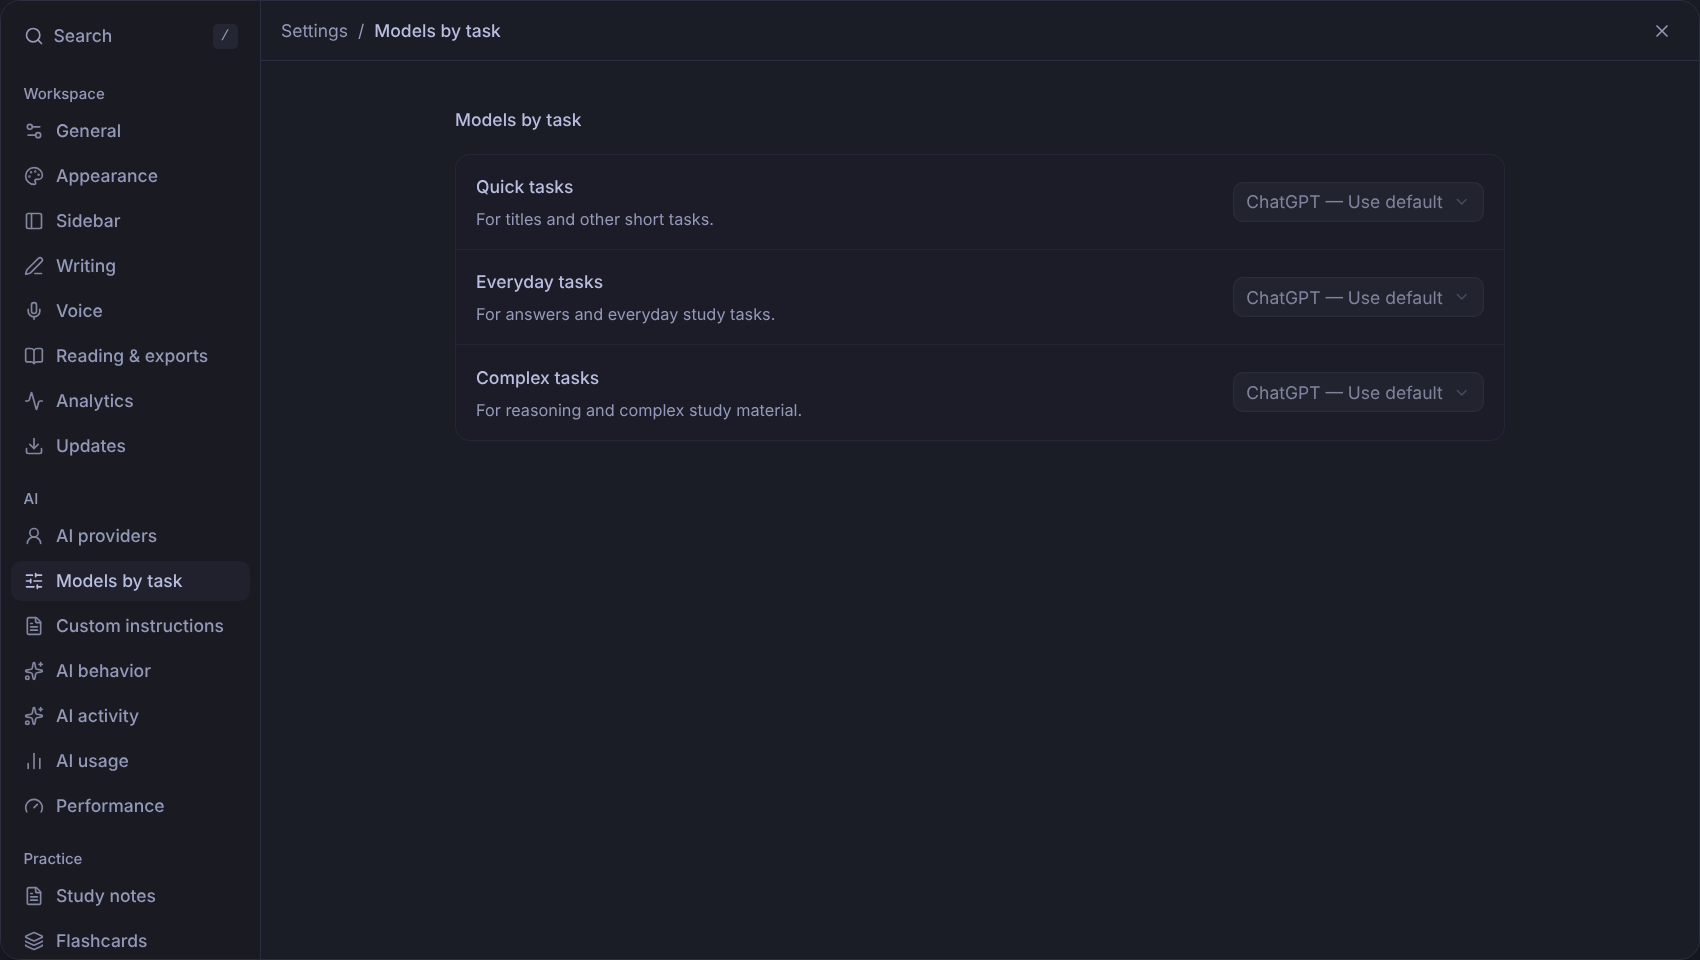 Search
/
Workspace
General
Appearance
Sidebar
Writing
Voice
Reading & exports
Analytics
Updates
AI
AI providers
Models by task
Custom instructions
AI behavior
AI activity
AI usage
Performance
Practice
Study notes
Flashcards
Settings / Models by task
Models by task
Quick tasks
For titles and other short tasks.
ChatGPT — Use default
Everyday tasks
For answers and everyday study tasks.
ChatGPT — Use default
Complex tasks
For reasoning and complex study material.
ChatGPT — Use default